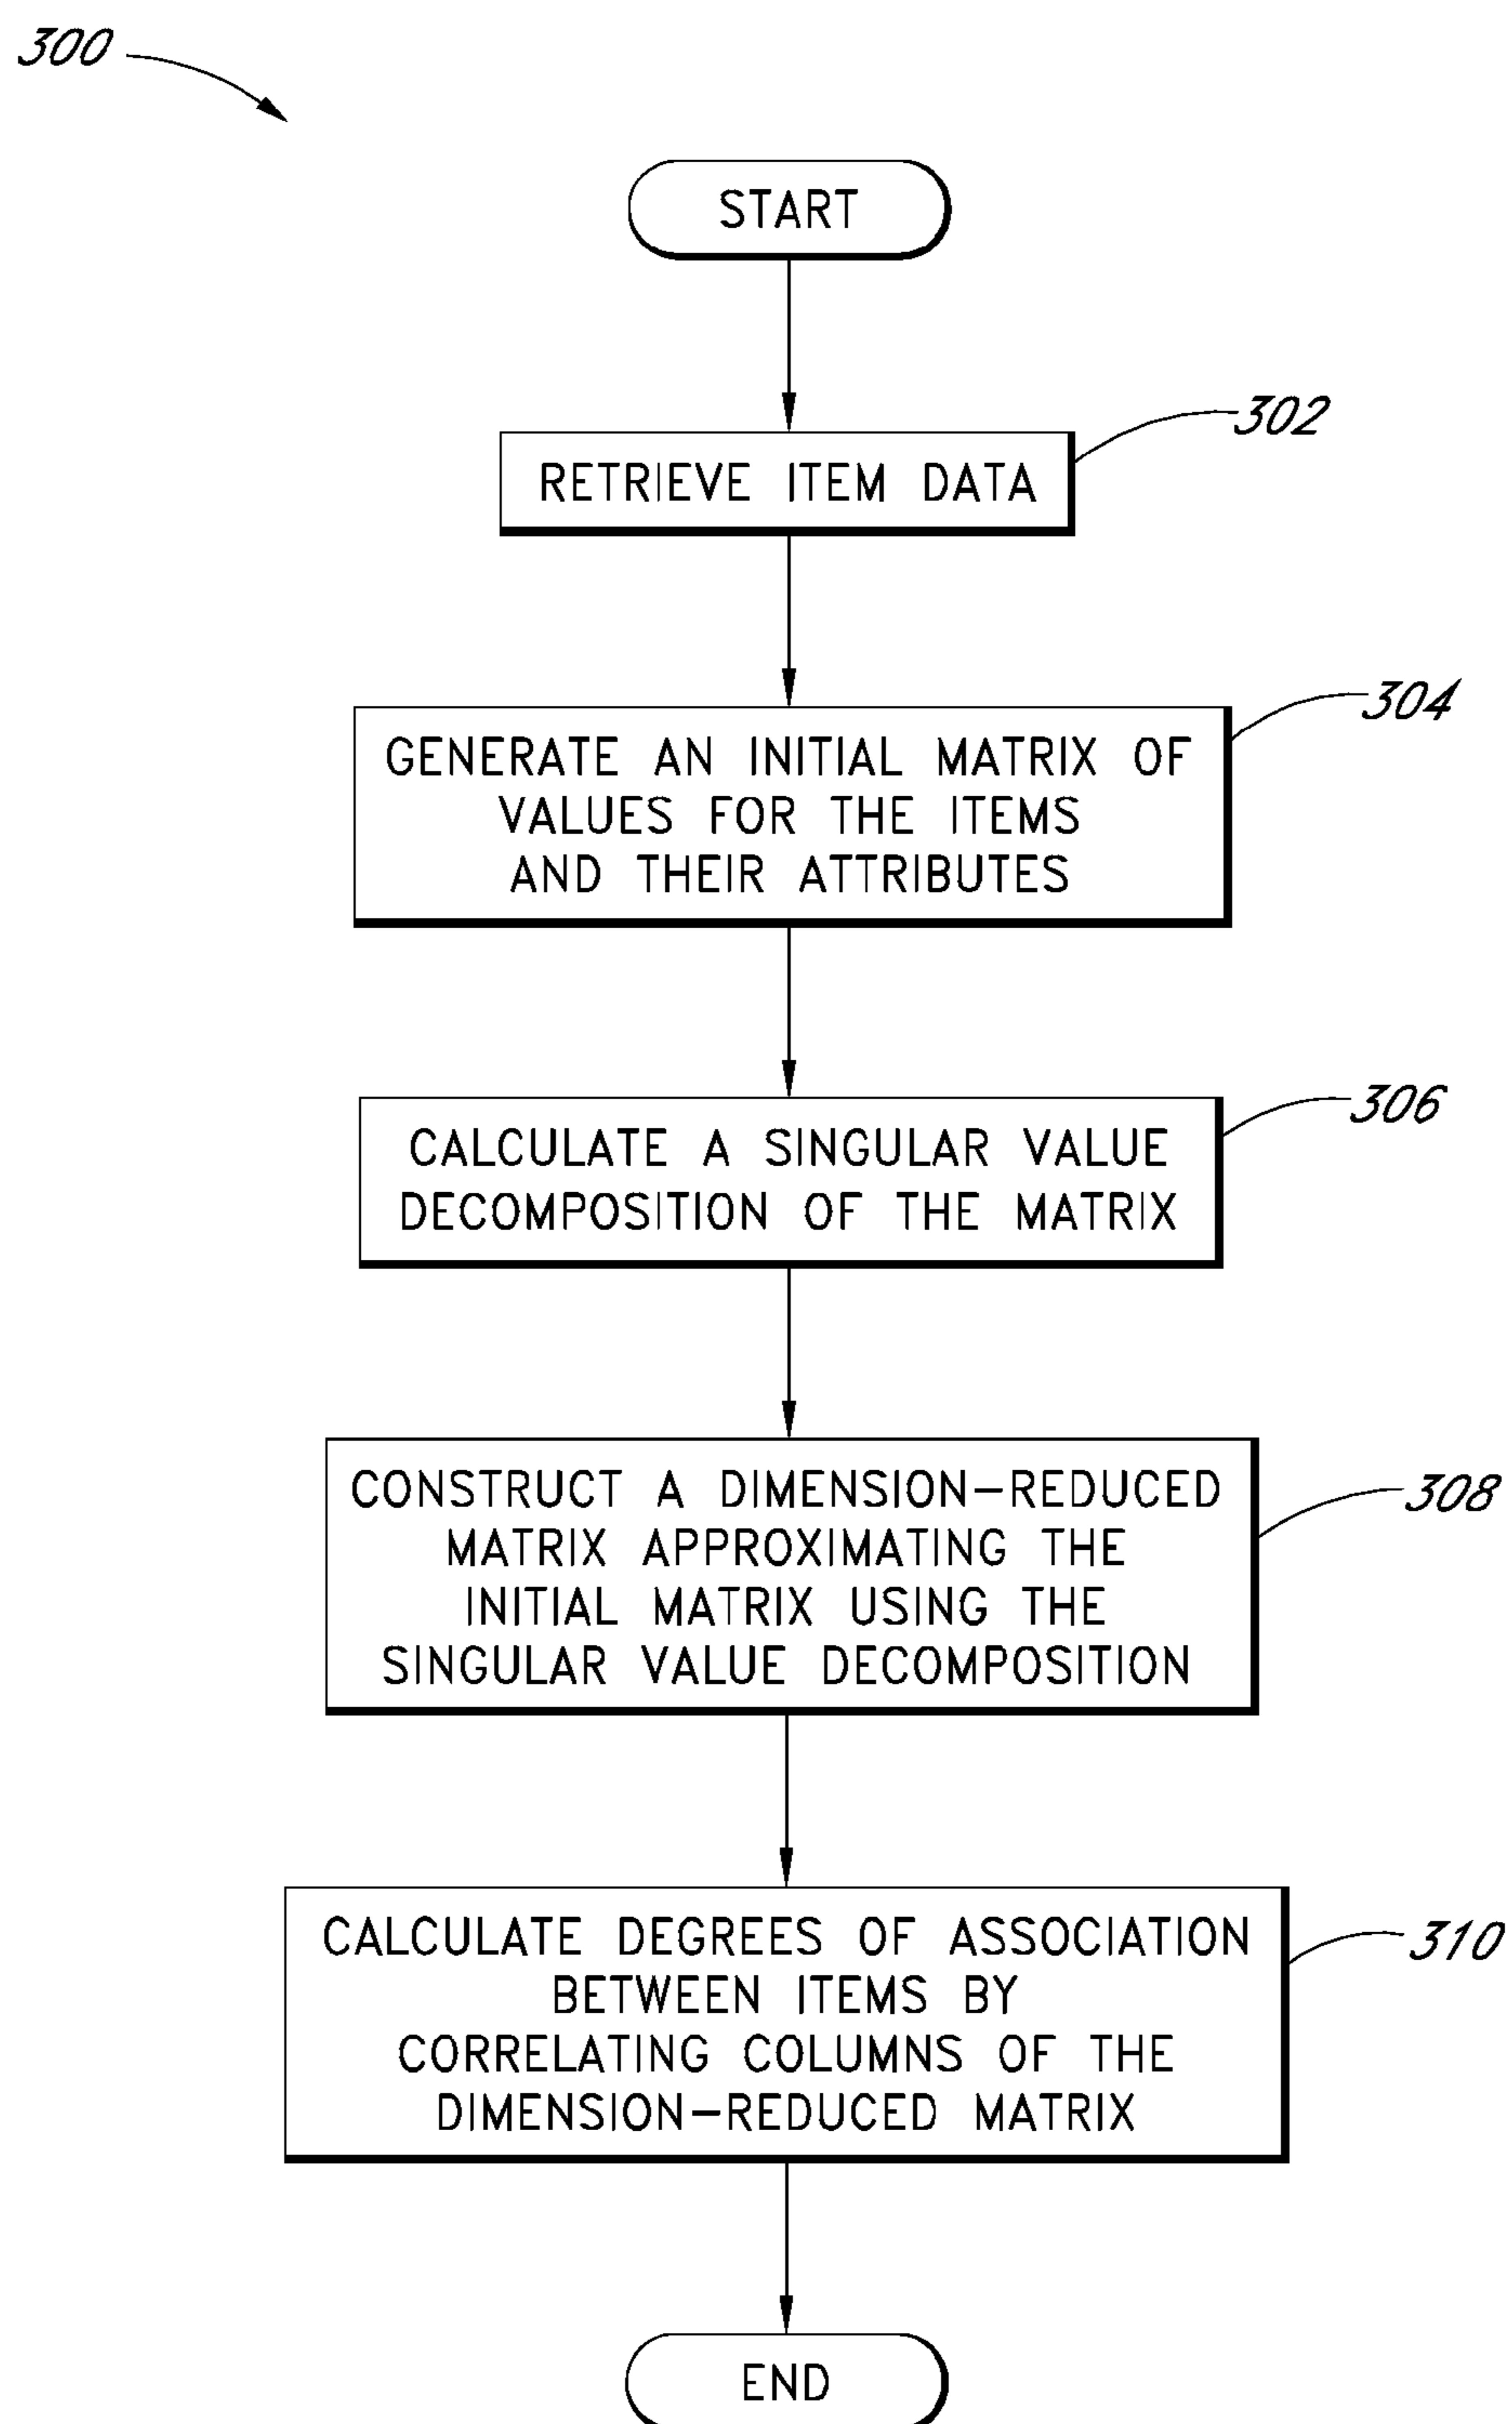 300
START
302
RETRIEVE ITEM DATA
304
GENERATE AN INITIAL MATRIX OF
VALUES FOR THE ITEMS
AND THEIR ATTRIBUTES
306
CALCULATE A SINGULAR VALUE
DECOMPOSITION OF THE MATRIX
308
CONSTRUCT A DIMENSION-REDUCED
MATRIX APPROXIMATING THE
INITIAL MATRIX USING THE
SINGULAR VALUE DECOMPOSITION
310
CALCULATE DEGREES OF ASSOCIATION
BETWEEN ITEMS BY
CORRELATING COLUMNS OF THE
DIMENSION-REDUCED MATRIX
END